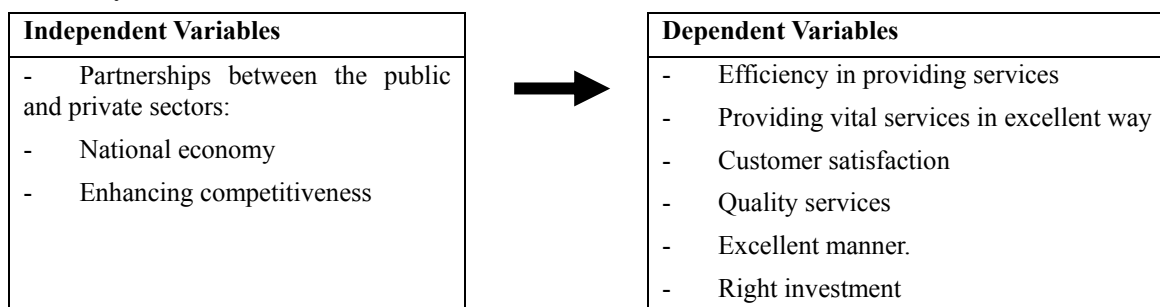 Independent Variables
- Partnerships between the public
and private sectors:
- National economy
- Enhancing competitiveness
Dependent Variables
- Efficiency in providing services
- Providing vital services in excellent way
- Customer satisfaction
- Quality services
- Excellent manner.
- Right investment